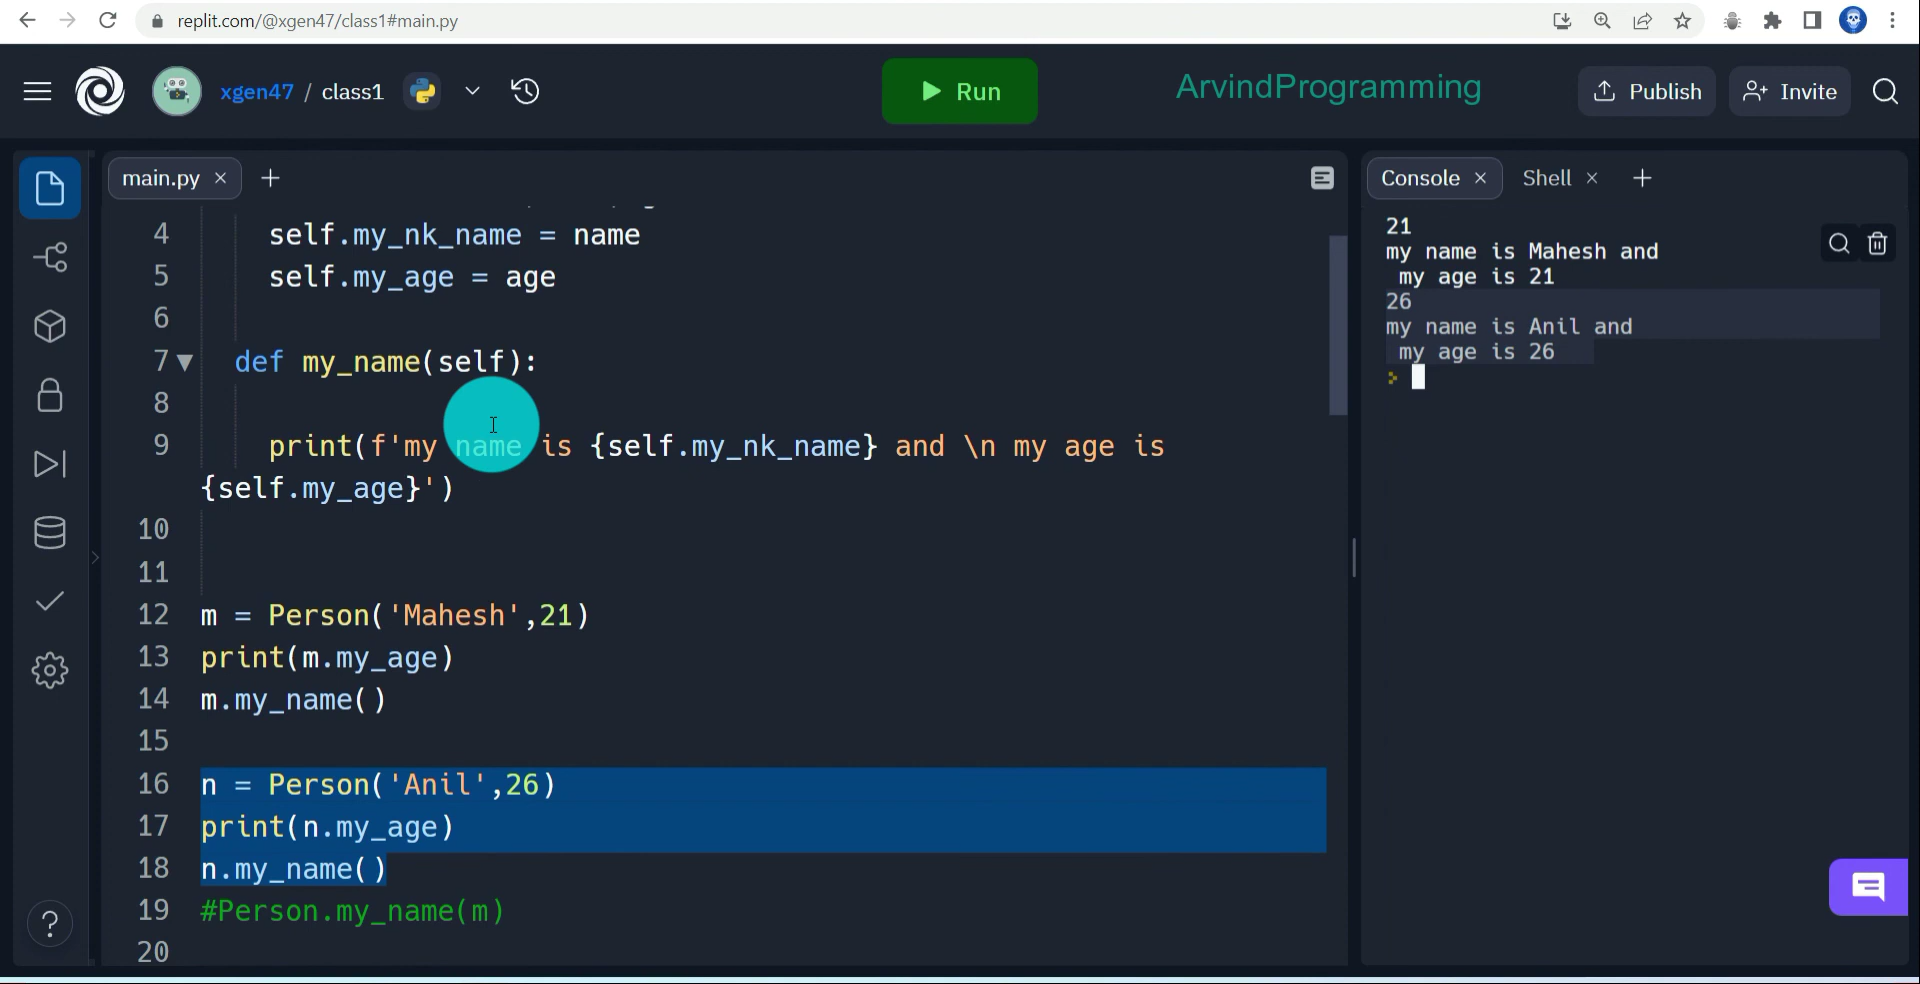 replit.com/@xgen47/class1#main.py
xgen47 / class1
Run
ArvindProgramming
Publish
Invite
main.py
4 self.my_nk_name = name
5 self.my_age = age
6
7 def my_name(self):
8
9 print(f'my name is {self.my_nk_name} and \n my age is
{self.my_age}')
10
11
12 m = Person('Mahesh',21)
13 print(m.my_age)
14 m.my_name()
15
16 n = Person('Anil',26)
17 print(n.my_age)
18 n.my_name()
19 #Person.my_name(m)
20
Console
Shell
21
my name is Mahesh and
my age is 21
26
my name is Anil and
my age is 26